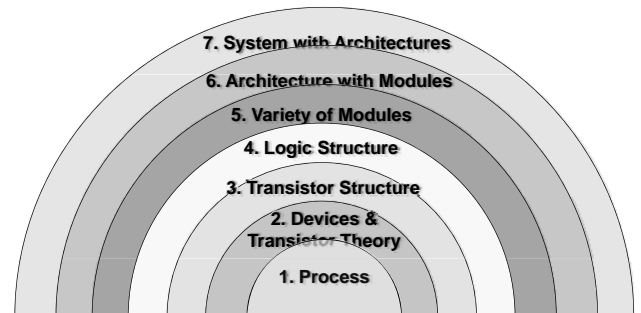 7. System with Architectures
6. Architecture with Modules
5. Variety of Modules
4. Logic Structure
3. Transistor Structure
2. Devices &
Transistor Theory
1. Process